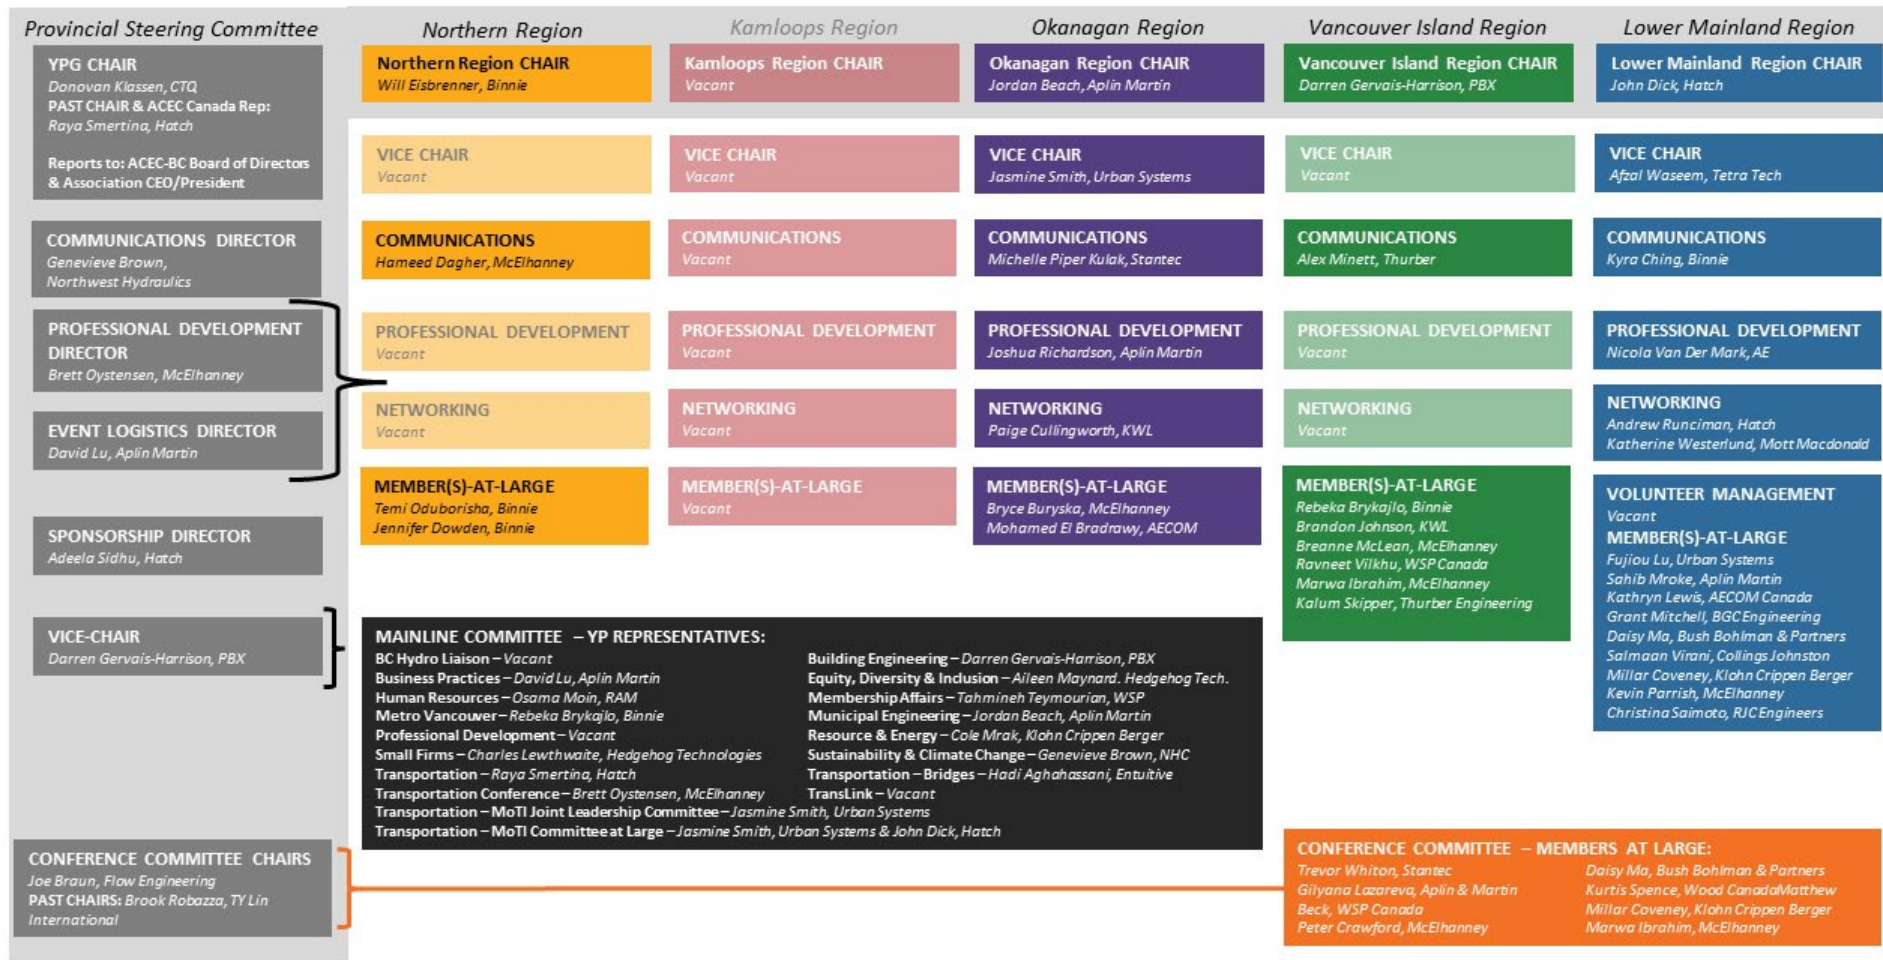 Provincial Steering Committee
YPG CHAIR
Donovan Klassen, CTQ
PAST CHAIR & ACEC Canada Rep:
Raya Smertina, Hatch
Reports to: ACEC-BC Board of Directors
& Association CEO/President
COMMUNICATIONS DIRECTOR
Genevieve Brown,
Northwest Hydraulics
PROFESSIONAL DEVELOPMENT
DIRECTOR
Brett Oystensen, McElhanney
EVENT LOGISTICS DIRECTOR
David Lu, Aplin Martin
SPONSORSHIP DIRECTOR
Adeela Sidhu, Hatch
VICE-CHAIR
Darren Gervais-Harrison, PBX
CONFERENCE COMMITTEE CHAIRS
Joe Braun, Flow Engineering
PAST CHAIRS: Brook Robazza, TY Lin
International
Northern Region
Northern Region CHAIR
Will Eisbrenner, Binnie
VICE CHAIR
Vacant
COMMUNICATIONS
Hameed Dagher, McElhanney
PROFESSIONAL DEVELOPMENT
Vacant
NETWORKING
Vacant
MEMBER(S)-AT-LARGE
Temi Oduborisha, Binnie
Jennifer Dowden, Binnie
Kamloops Region
Kamloops Region CHAIR
Vacant
VICE CHAIR
Vacant
COMMUNICATIONS
Vacant
PROFESSIONAL DEVELOPMENT
Vacant
NETWORKING
Vacant
MEMBER(S)-AT-LARGE
Vacant
Okanagan Region
Okanagan Region CHAIR
Jordan Beach, Aplin Martin
VICE CHAIR
Jasmine Smith, Urban Systems
COMMUNICATIONS
Michelle Piper Kulak, Stantec
PROFESSIONAL DEVELOPMENT
Joshua Richardson, Aplin Martin
NETWORKING
Paige Cullingworth, KWL
MEMBER(S)-AT-LARGE
Bryce Buryska, McElhanney
Mohamed El Bradrawy, AECOM
Vancouver Island Region
Vancouver Island Region CHAIR
Darren Gervais-Harrison, PBX
VICE CHAIR
Vacant
COMMUNICATIONS
Alex Minett, Thurber
PROFESSIONAL DEVELOPMENT
Vacant
NETWORKING
Vacant
MEMBER(S)-AT-LARGE
Rebeka Brykajlo, Binnie
Brandon Johnson, KWL
Breanne McLean, McElhanney
Ravneet Vilkhu, WSP Canada
Marwa Ibrahim, McElhanney
Kalum Skipper, Thurber Engineering
Lower Mainland Region
Lower Mainland Region CHAIR
John Dick, Hatch
VICE CHAIR
Afzal Waseem, Tetra Tech
COMMUNICATIONS
Kyra Ching, Binnie
PROFESSIONAL DEVELOPMENT
Nicola Van Der Mark, AE
NETWORKING
Andrew Runciman, Hatch
Katherine Westerlund, Mott Macdonald
VOLUNTEER MANAGEMENT
Vacant
MEMBER(S)-AT-LARGE
Fujiou Lu, Urban Systems
Sahib Mroke, Aplin Martin
Kathryn Lewis, AECOM Canada
Grant Mitchell, BGC Engineering
Daisy Ma, Bush Bohlman & Partners
Salmaan Virani, Collings Johnston
Millar Coveney, Klohn Crippen Berger
Kevin Parrish, McElhanney
Christina Saimoto, RJC Engineers
MAINLINE COMMITTEE – YP REPRESENTATIVES:
BC Hydro Liaison – Vacant
Business Practices – David Lu, Aplin Martin
Human Resources – Osama Moin, RAM
Metro Vancouver – Rebeka Brykajlo, Binnie
Professional Development – Vacant
Small Firms – Charles Lewthwaite, Hedgehog Technologies
Transportation – Raya Smertina, Hatch
Transportation Conference – Brett Oystensen, McElhanney
Transportation – MoTI Joint Leadership Committee – Jasmine Smith, Urban Systems
Transportation – MoTI Committee at Large – Jasmine Smith, Urban Systems & John Dick, Hatch
Building Engineering – Darren Gervais-Harrison, PBX
Equity, Diversity & Inclusion – Aileen Maynard. Hedgehog Tech.
Membership Affairs – Tahmineh Teymourian, WSP
Municipal Engineering – Jordan Beach, Aplin Martin
Resource & Energy – Cole Mrak, Klohn Crippen Berger
Sustainability & Climate Change – Genevieve Brown, NHC
Transportation – Bridges – Hadi Aghahassani, Entuitive
TransLink – Vacant
CONFERENCE COMMITTEE – MEMBERS AT LARGE:
Trevor Whiton, Stantec
Gilyana Lazareva, Aplin & Martin
Beck, WSP Canada
Peter Crawford, McElhanney
Daisy Ma, Bush Bohlman & Partners
Kurtis Spence, Wood CanadaMatthew
Millar Coveney, Klohn Crippen Berger
Marwa Ibrahim, McElhanney